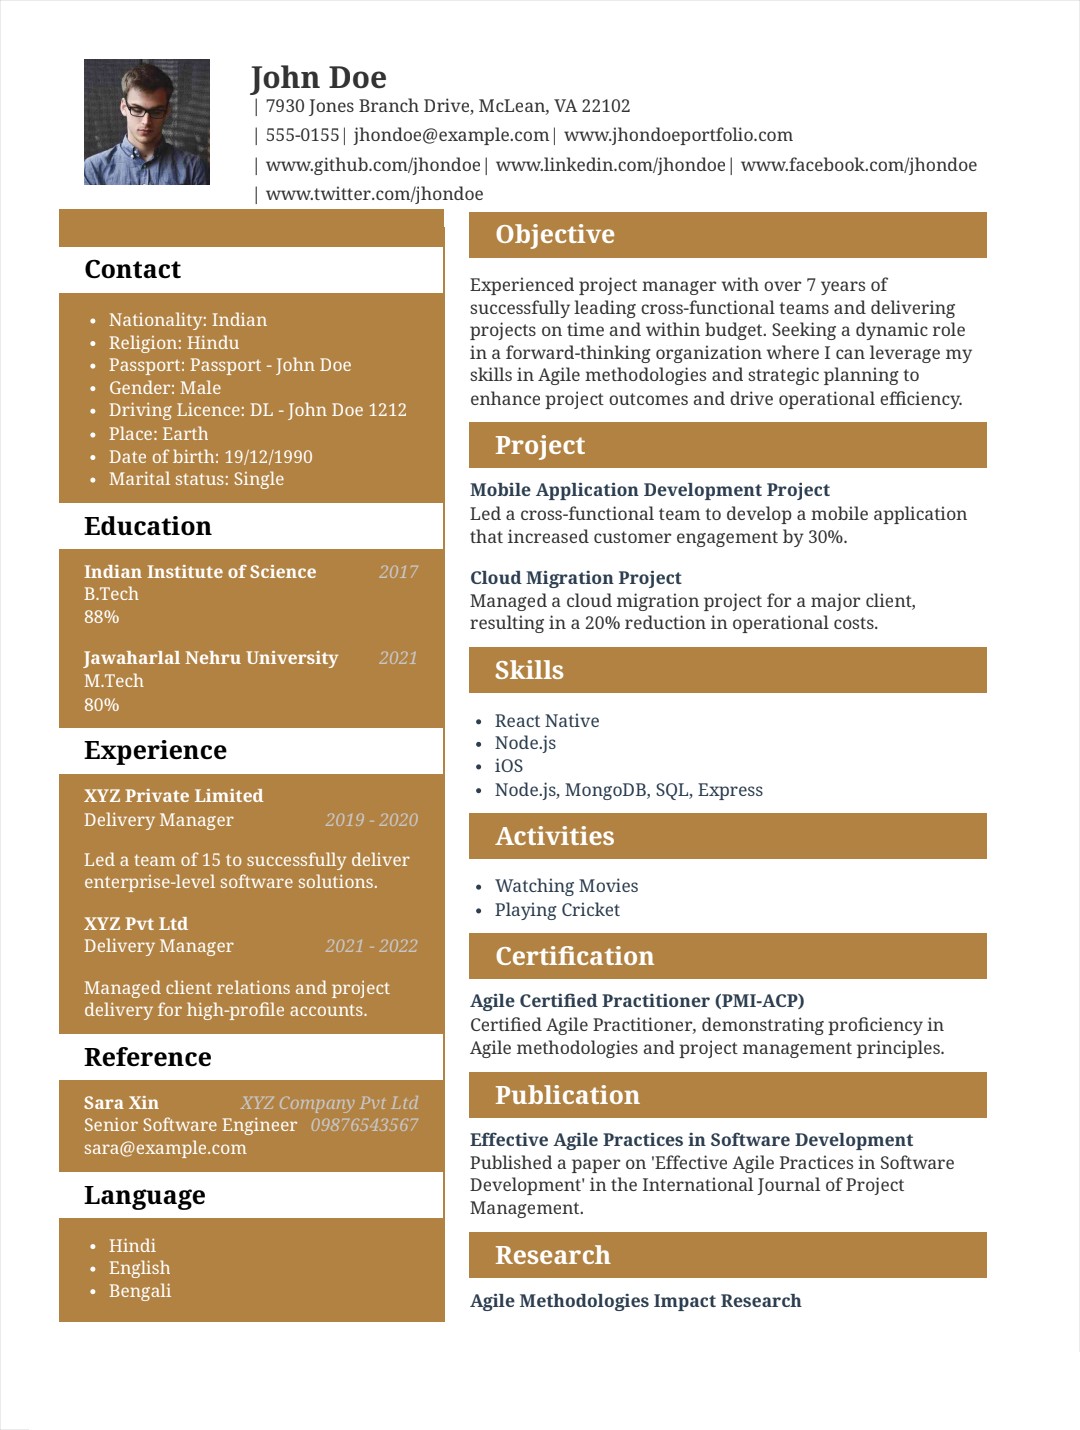 John Doe
| 7930 Jones Branch Drive, McLean, VA 22102
| 555-0155| jhondoe@example.com| www.jhondoeportfolio.com
| www.github.com/jhondoe| www.linkedin.com/jhondoe| www.facebook.com/jhondoe
| www.twitter.com/jhondoe
Contact
• Nationality: Indian
• Religion: Hindu
• Passport: Passport - John Doe
• Gender: Male
• Driving Licence: DL - John Doe 1212
• Place: Earth
• Date of birth: 19/12/1990
• Marital status: Single
Education
Indian Institute of Science 2017
B.Tech
88%
Jawaharlal Nehru University 2021
M.Tech
80%
Experience
XYZ Private Limited
Delivery Manager 2019 - 2020
Led a team of 15 to successfully deliver
enterprise-level software solutions.
XYZ Pvt Ltd
Delivery Manager 2021 - 2022
Managed client relations and project
delivery for high-profile accounts.
Reference
Sara Xin XYZ Company Pvt Ltd
Senior Software Engineer 09876543567
sara@example.com
Language
• Hindi
• English
• Bengali
Objective
Experienced project manager with over 7 years of
successfully leading cross-functional teams and delivering
projects on time and within budget. Seeking a dynamic role
in a forward-thinking organization where I can leverage my
skills in Agile methodologies and strategic planning to
enhance project outcomes and drive operational efficiency.
Project
Mobile Application Development Project
Led a cross-functional team to develop a mobile application
that increased customer engagement by 30%.
Cloud Migration Project
Managed a cloud migration project for a major client,
resulting in a 20% reduction in operational costs.
Skills
• React Native
• Node.js
• iOS
• Node.js, MongoDB, SQL, Express
Activities
• Watching Movies
• Playing Cricket
Certification
Agile Certified Practitioner (PMI-ACP)
Certified Agile Practitioner, demonstrating proficiency in
Agile methodologies and project management principles.
Publication
Effective Agile Practices in Software Development
Published a paper on 'Effective Agile Practices in Software
Development' in the International Journal of Project
Management.
Research
Agile Methodologies Impact Research